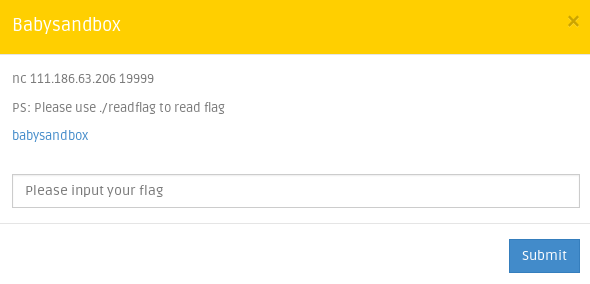 Babysandbox
×
nc 111.186.63.206 19999
PS: Please use ./readflag to read flag
babysandbox
Please input your flag
Submit